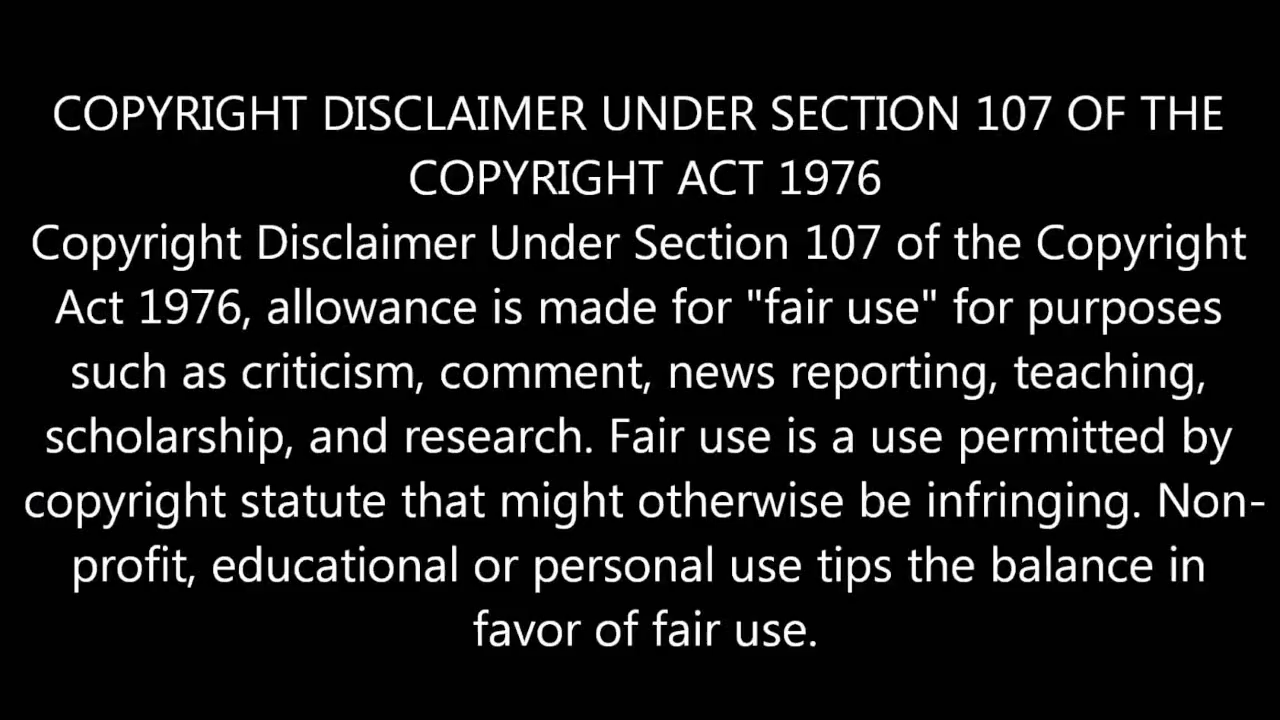 COPYRIGHT DISCLAIMER UNDER SECTION 107 OF THE
COPYRIGHT ACT 1976
Copyright Disclaimer Under Section 107 of the Copyright
Act 1976, allowance is made for "fair use" for purposes
such as criticism, comment, news reporting, teaching,
scholarship, and research. Fair use is a use permitted by
copyright statute that might otherwise be infringing. Non-
profit, educational or personal use tips the balance in
favor of fair use.